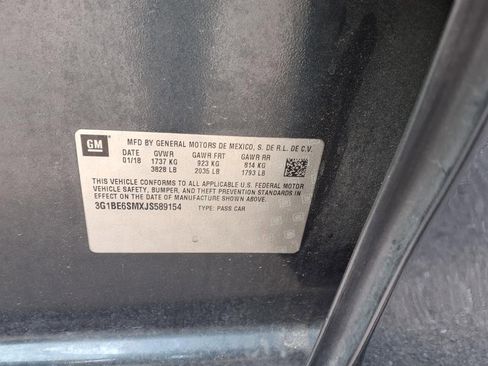 GM
MFD BY GENERAL MOTORS DE MEXICO, S. DE R.L. DE C.V.
DATE GVWR GAWR FRT GAWR RR
01/18 1737 KG 923 KG 814 KG
3828 LB 2035 LB 1793 LB
THIS VEHICLE CONFORMS TO ALL APPLICABLE U.S. FEDERAL MOTOR
VEHICLE SAFETY, BUMPER, AND THEFT PREVENTION STANDARDS
IN EFFECT ON THE DATE OF MANUFACTURE SHOWN ABOVE.
3G1BE6SMXJS589154 TYPE: PASS CAR